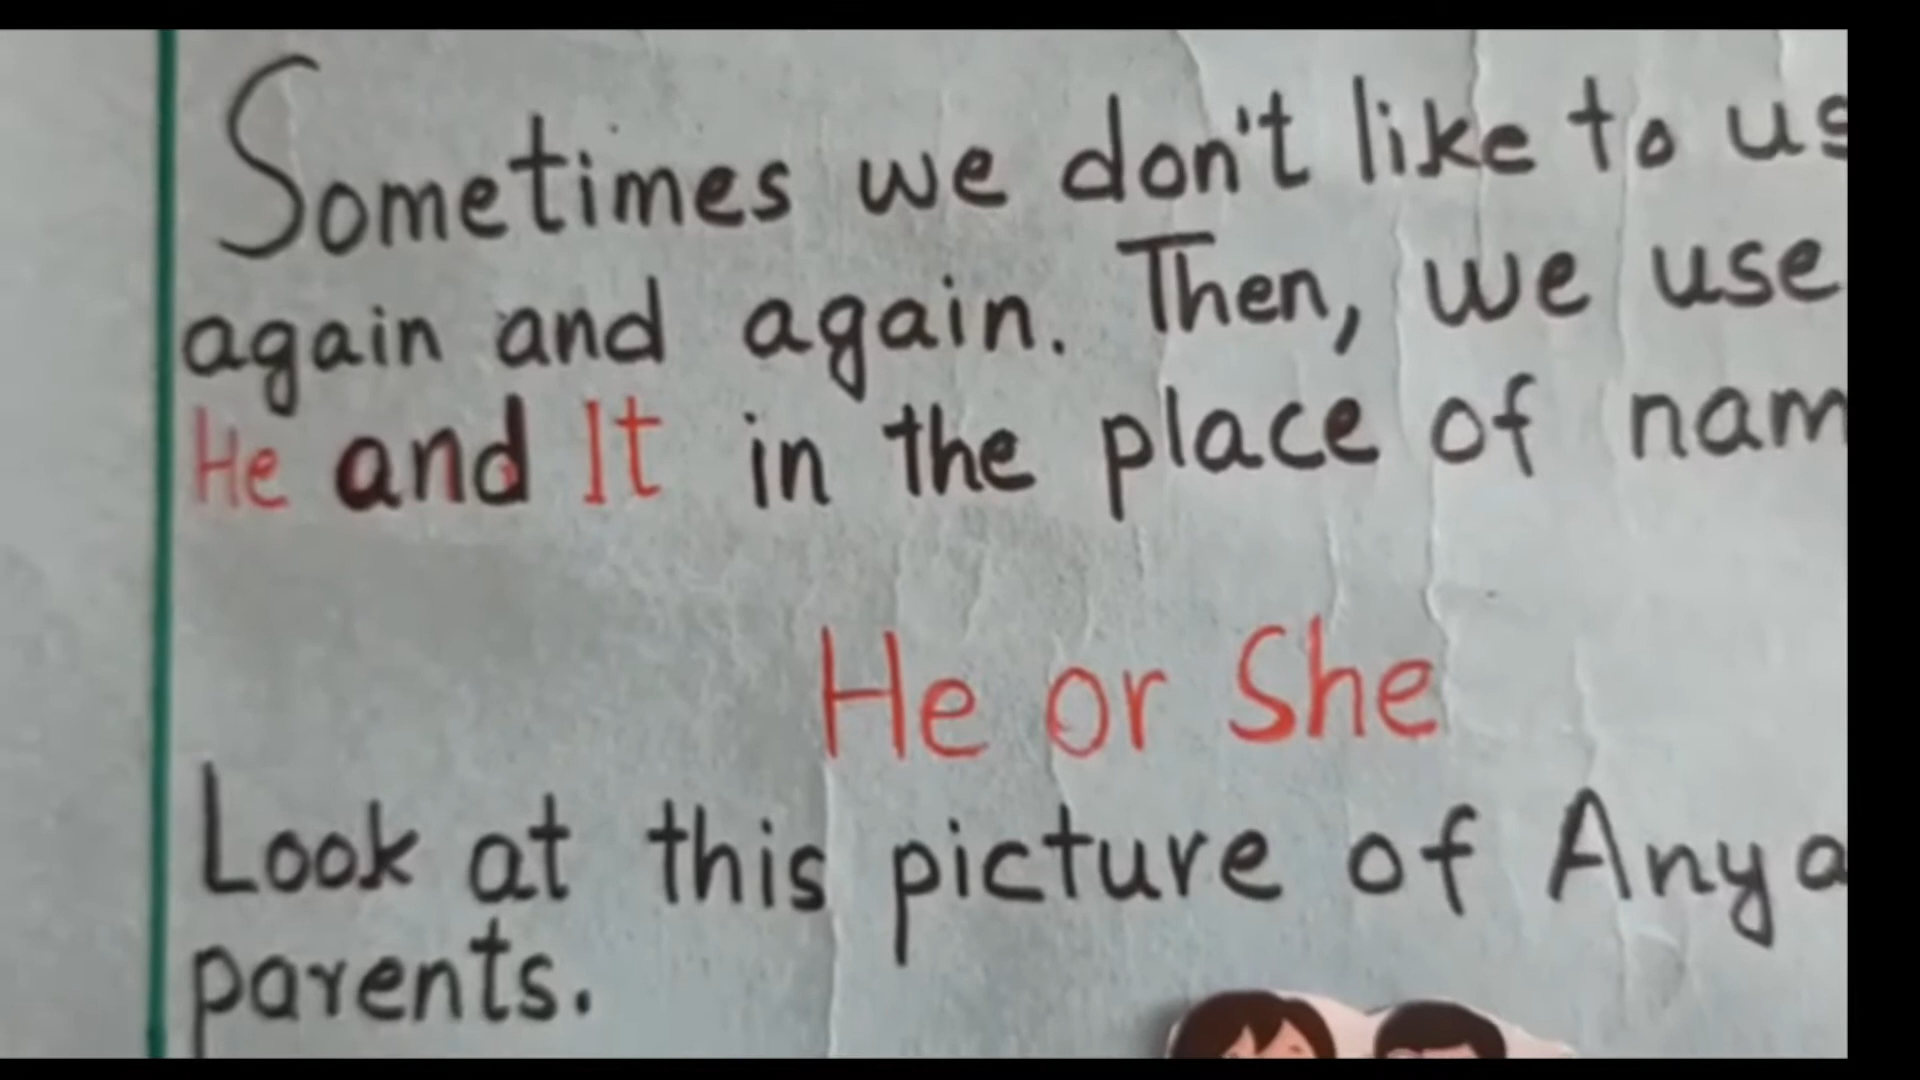 Sometimes we don't like to us
again and again. Then, we use
He and It in the place of nam
He or She
Look at this picture of Anya
parents.